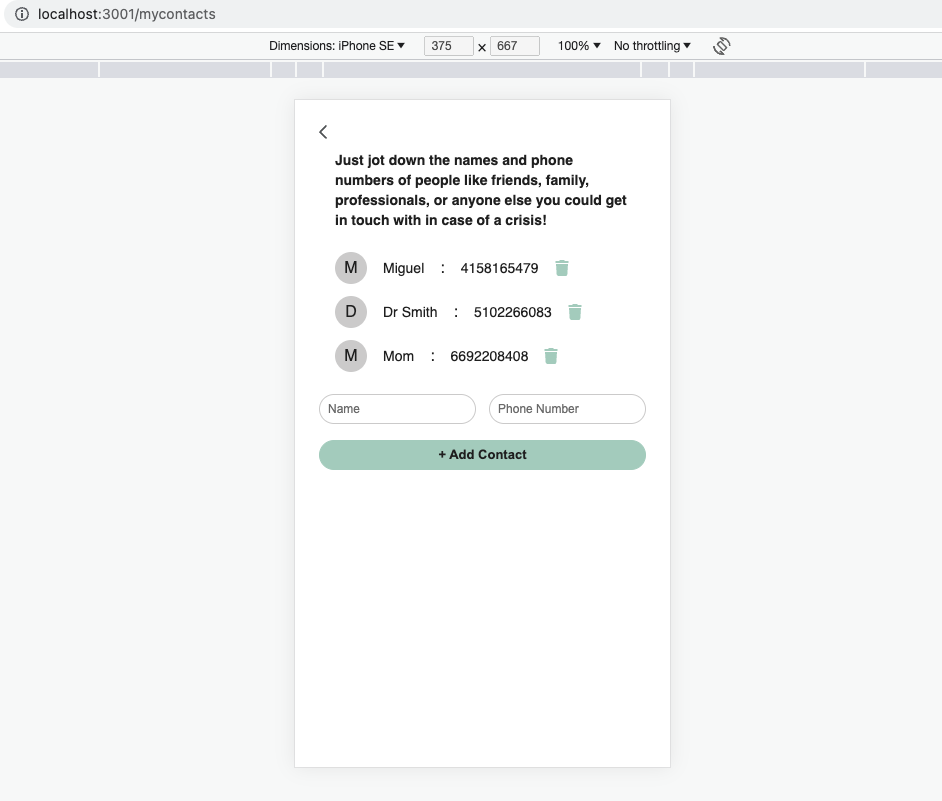 localhost:3001/mycontacts
Dimensions: iPhone SE 375 × 667 100% No throttling
Just jot down the names and phone
numbers of people like friends, family,
professionals, or anyone else you could get
in touch with in case of a crisis!
M Miguel : 4158165479
D Dr Smith : 5102266083
M Mom : 6692208408
Name Phone Number
+ Add Contact